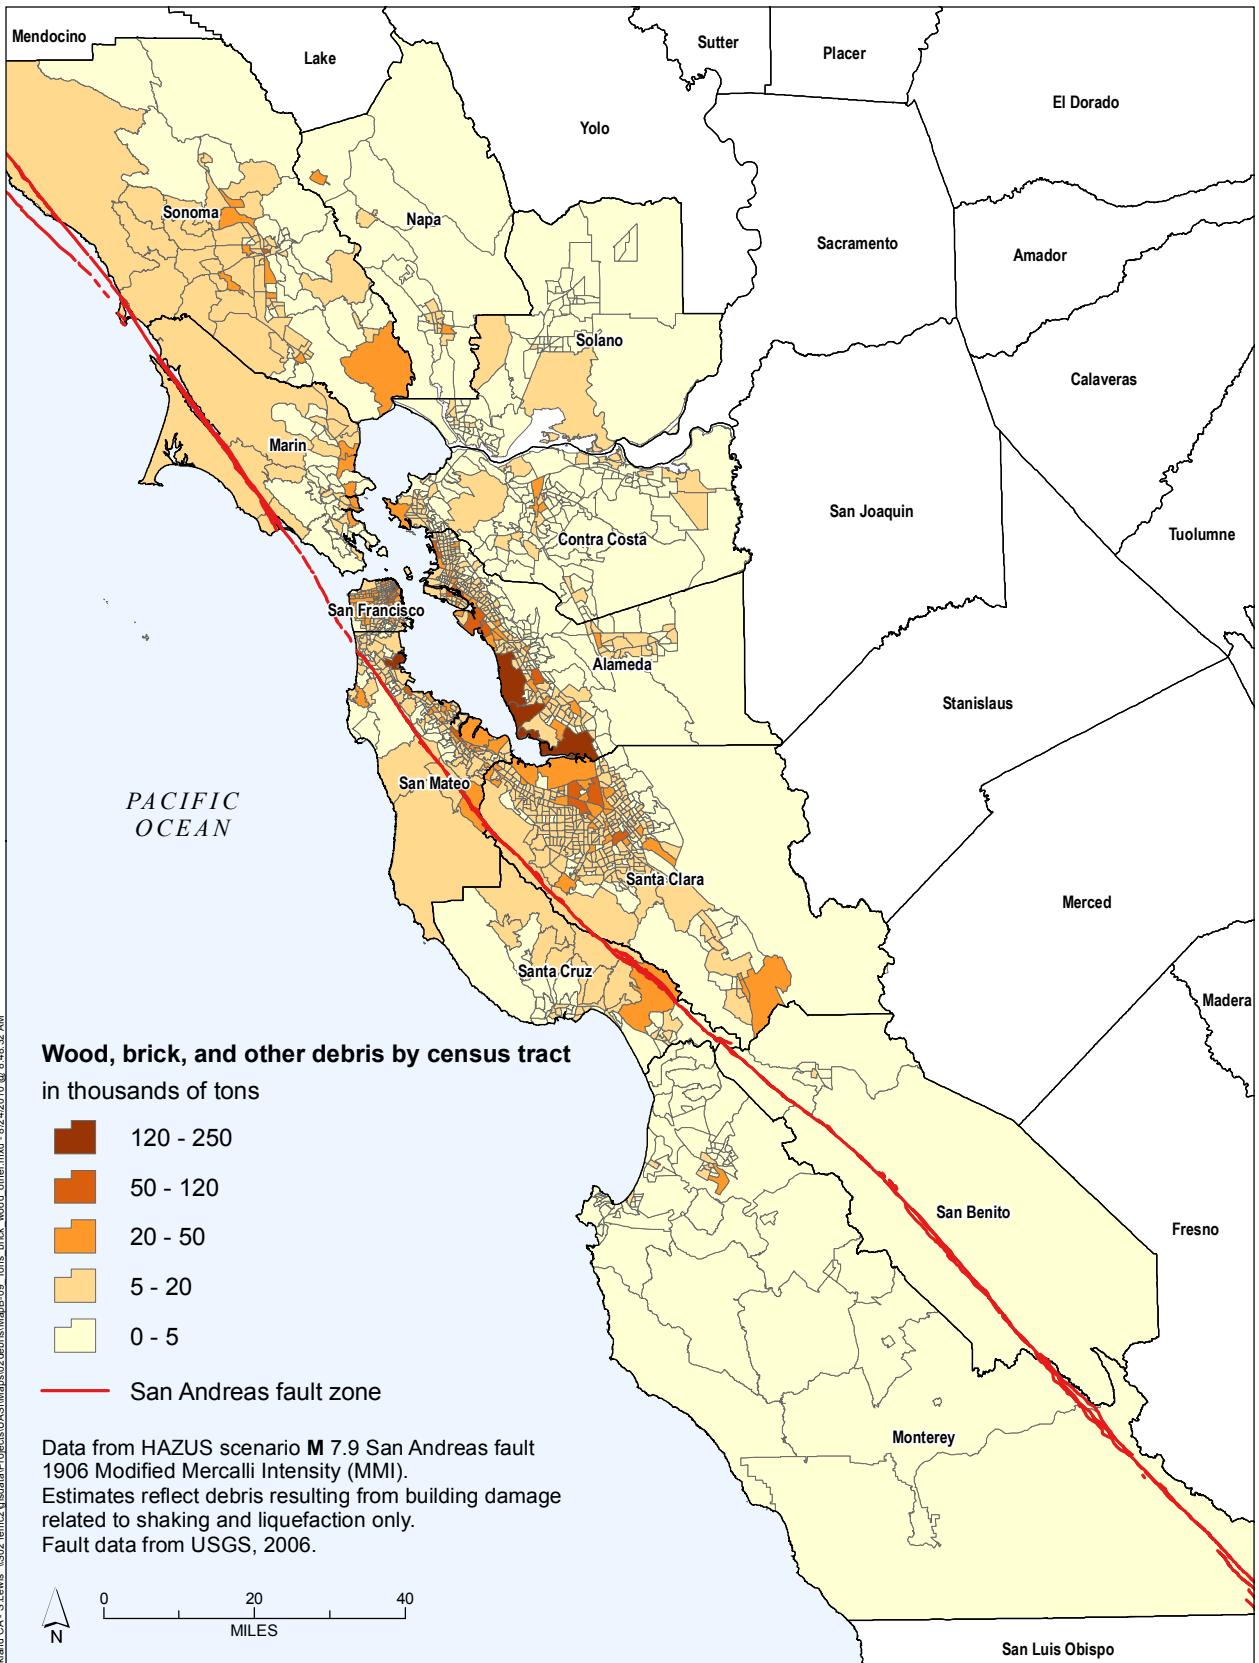 Mendocino
Lake
Sutter
Placer
El Dorado
Yolo
Sonoma
Napa
Sacramento
Amador
Solano
Calaveras
Marin
San Joaquin
Tuolumne
Contra Costa
San Francisco
Alameda
Stanislaus
San Mateo
PACIFIC
OCEAN
Santa Clara
Merced
Santa Cruz
Madera
San Benito
Fresno
Monterey
San Luis Obispo
Wood, brick, and other debris by census tract
in thousands of tons
120 - 250
50 - 120
20 - 50
5 - 20
0 - 5
San Andreas fault zone
Data from HAZUS scenario M 7.9 San Andreas fault
1906 Modified Mercalli Intensity (MMI).
Estimates reflect debris resulting from building damage
related to shaking and liquefaction only.
Fault data from USGS, 2006.
N
0 20 40
MILES